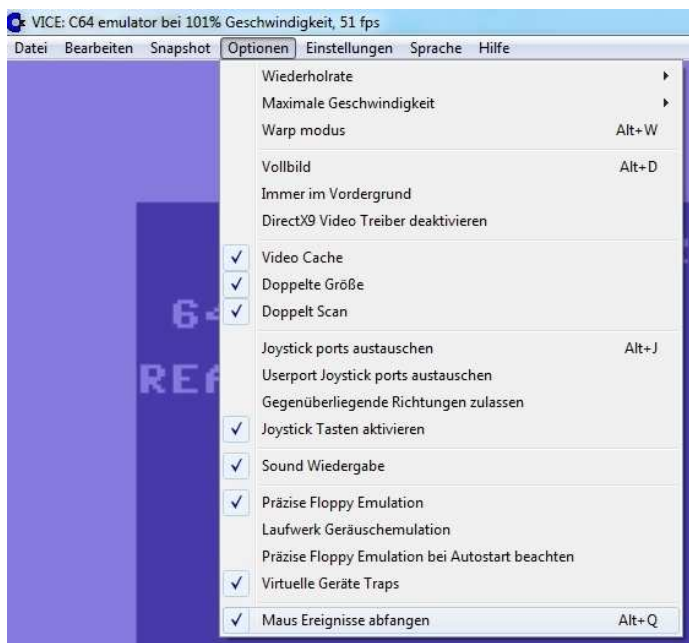 VICE: C64 emulator bei 101% Geschwindigkeit, 51 fps
Datei Bearbeiten Snapshot Optionen Einstellungen Sprache Hilfe
Wiederholrate
Maximale Geschwindigkeit
Warp modus Alt+W
Vollbild Alt+D
Immer im Vordergrund
DirectX9 Video Treiber deaktivieren
Video Cache
Doppelte Größe
Doppelt Scan
Joystick ports austauschen Alt+J
Userport Joystick ports austauschen
Gegenüberliegende Richtungen zulassen
Joystick Tasten aktivieren
Sound Wiedergabe
Präzise Floppy Emulation
Laufwerk Geräuschemulation
Präzise Floppy Emulation bei Autostart beachten
Virtuelle Geräte Traps
Maus Ereignisse abfangen Alt+Q
64
REA